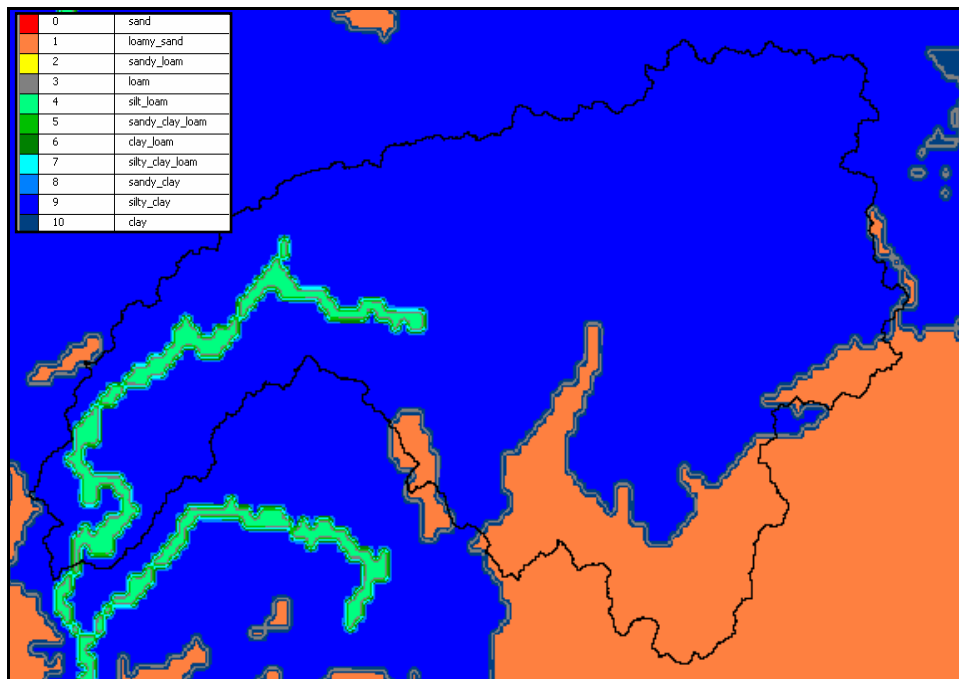 0 sand
1 loamy_sand
2 sandy_loam
3 loam
4 silt_loam
5 sandy_clay_loam
6 clay_loam
7 silty_clay_loam
8 sandy_clay
9 silty_clay
10 clay